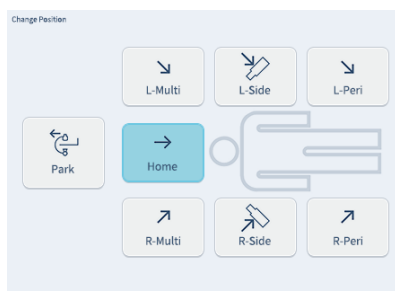 Change Position
L-Multi
L-Side
L-Peri
Park
Home
R-Multi
R-Side
R-Peri